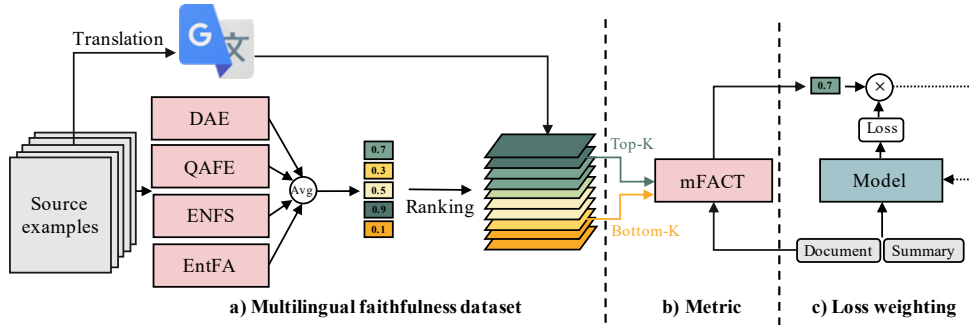 Translation
G 文
Source
examples
DAE
QAFE
ENFS
EntFA
Avg
0.7
0.3
0.5
0.9
0.1
Ranking
Top-K
Bottom-K
mFACT
0.7
×
Loss
Model
Document
Summary
a) Multilingual faithfulness dataset
b) Metric
c) Loss weighting